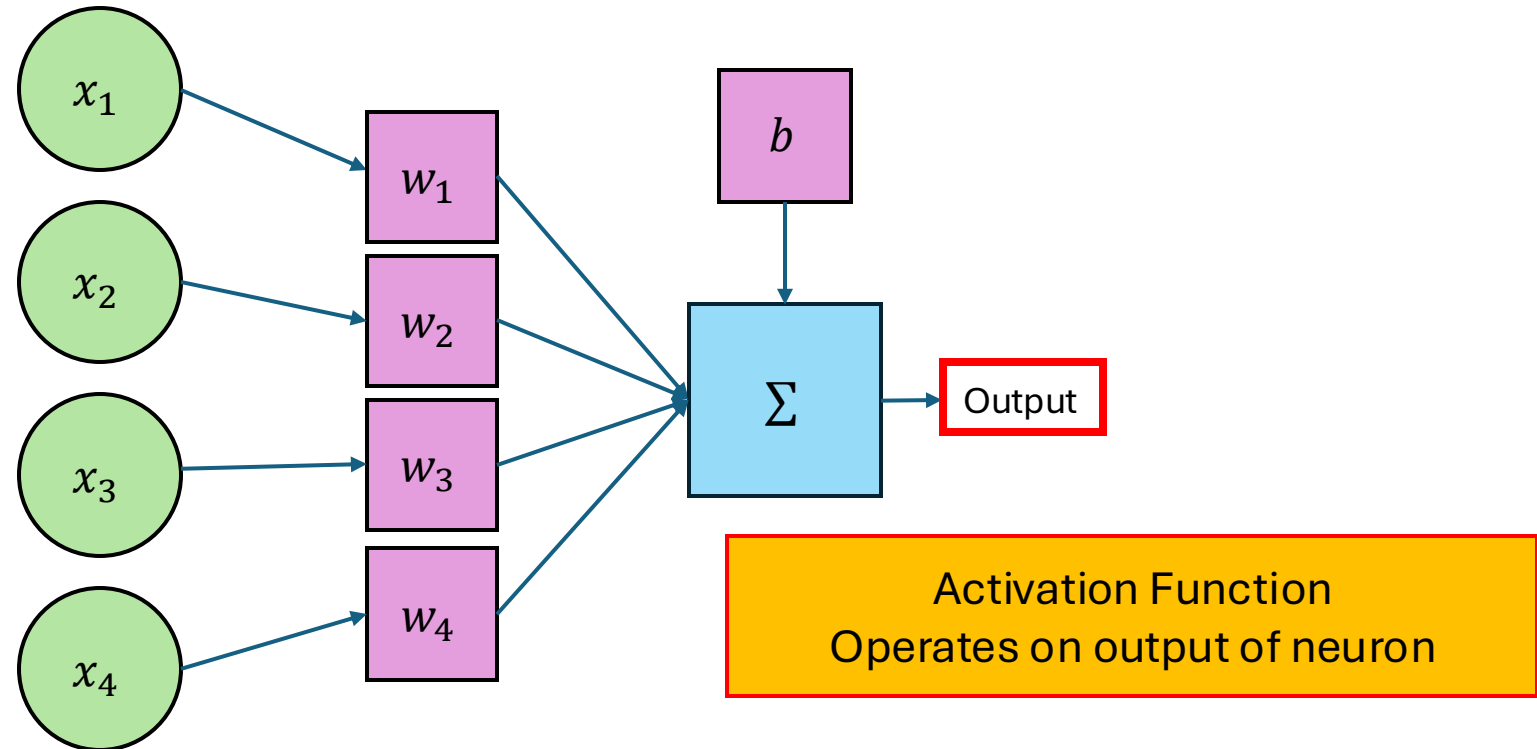 x₁
x₂
x₃
x₄
w₁
w₂
w₃
w₄
b
Σ
Output
Activation Function
Operates on output of neuron